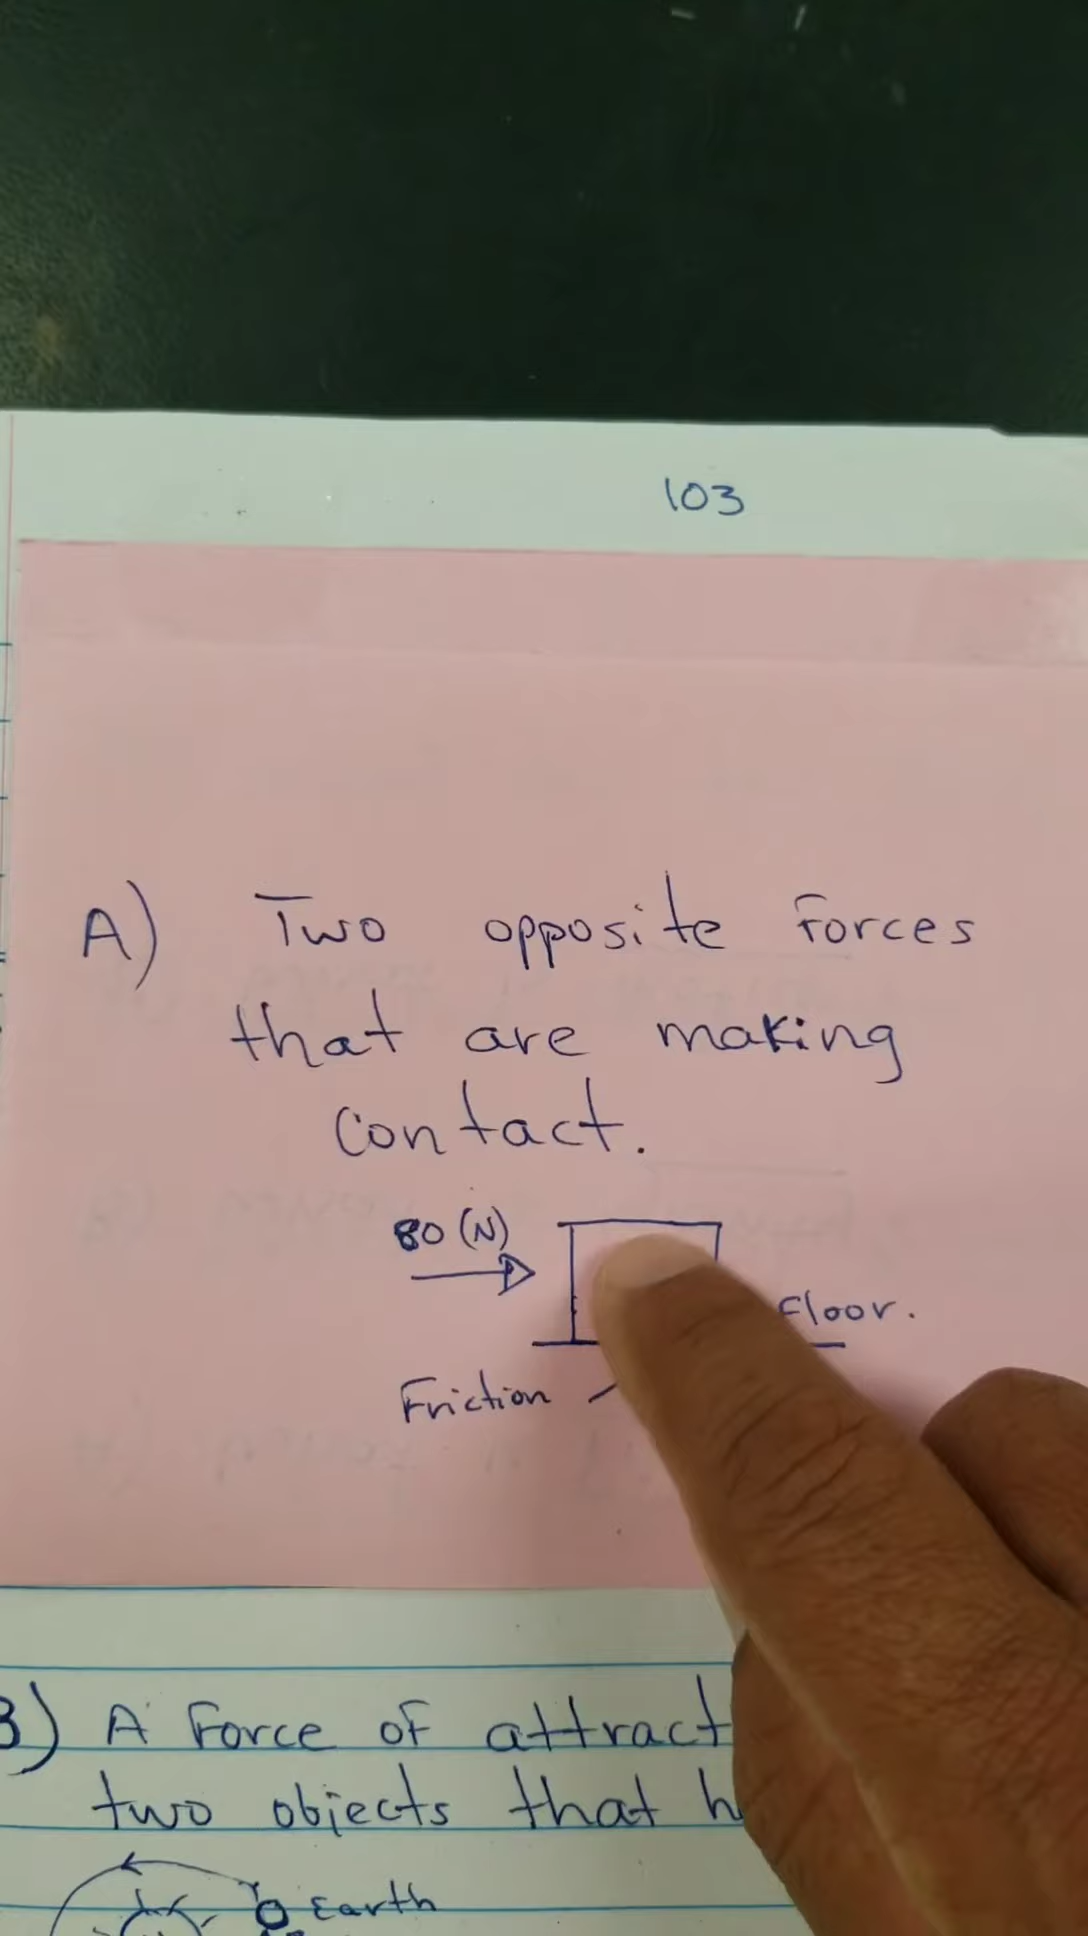 103
A) Two opposite forces
that are making
contact.
80 (N)
Floor.
Friction
A force of attract
two objects that h
Earth